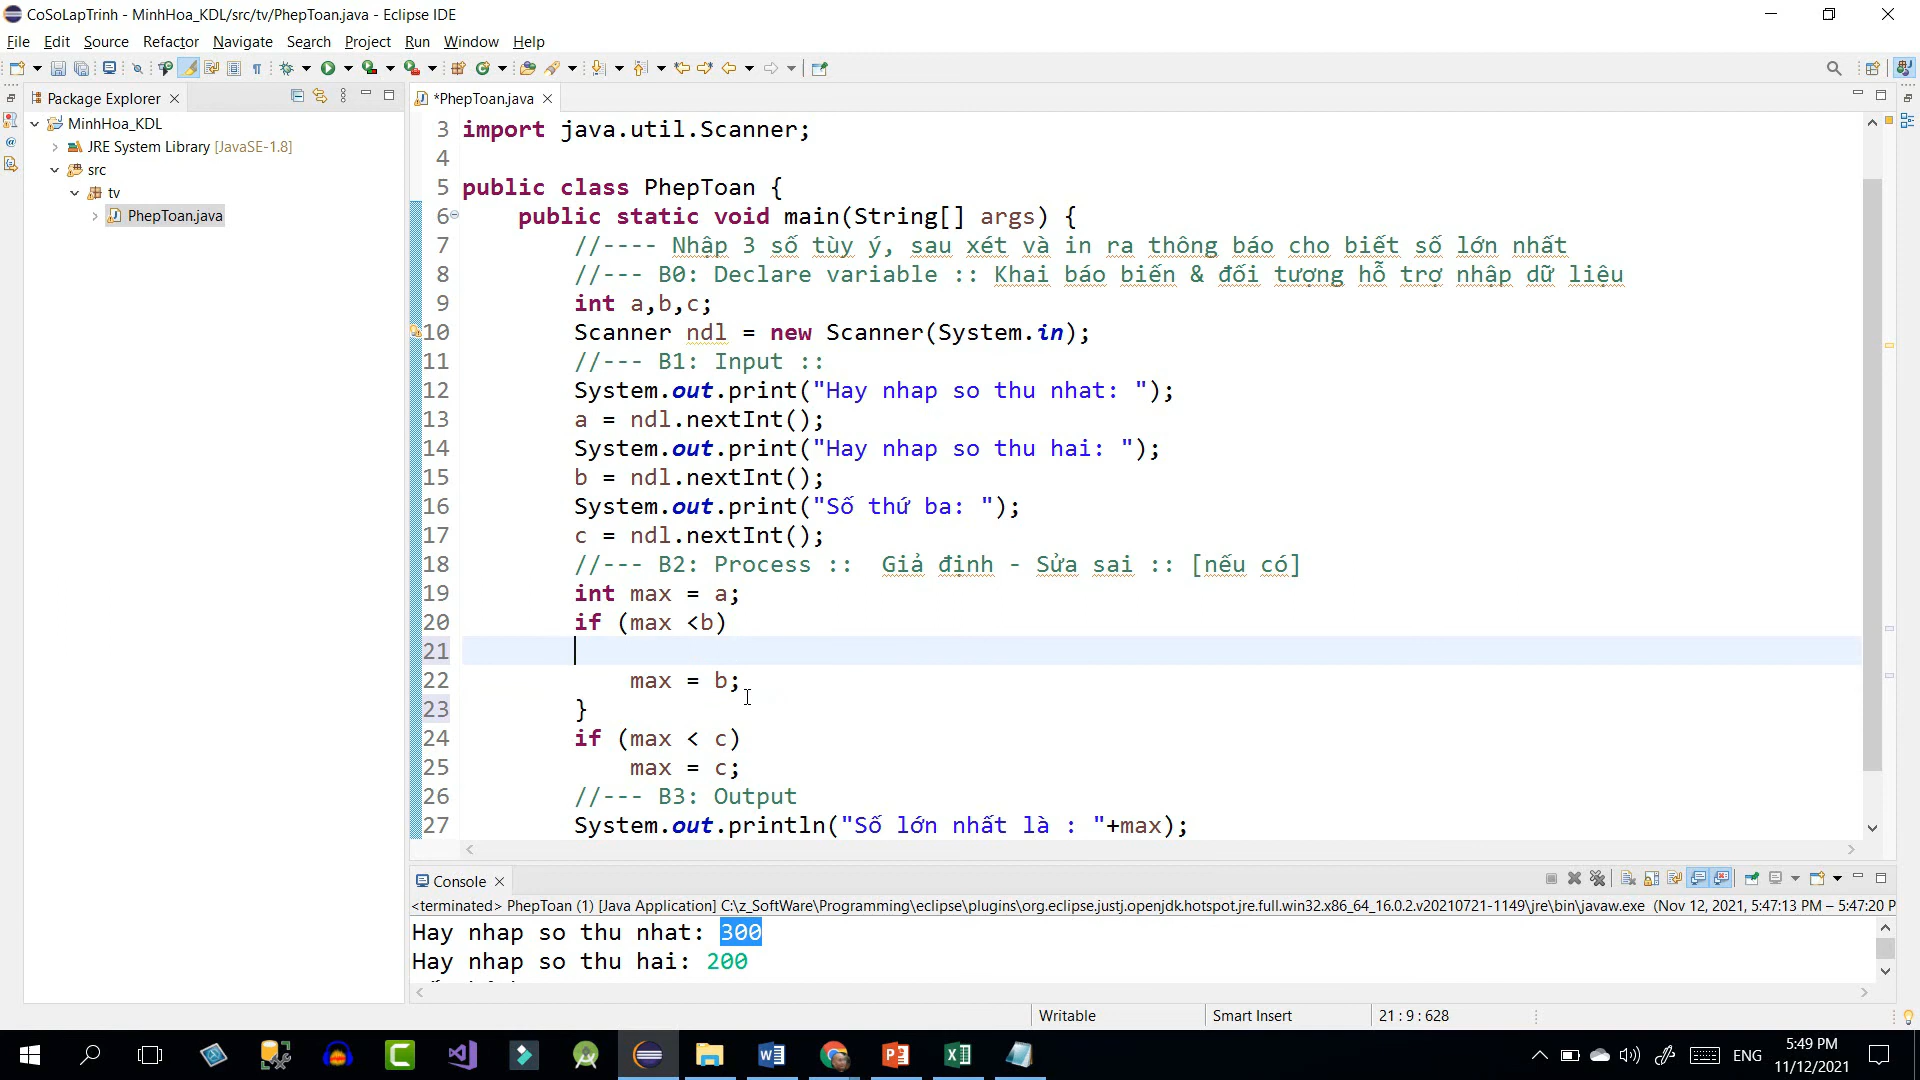 CoSoLapTrinh - MinhHoa_KDL/src/tv/PhepToan.java - Eclipse IDE
File Edit Source Refactor Navigate Search Project Run Window Help
Package Explorer
MinhHoa_KDL
JRE System Library [JavaSE-1.8]
src
tv
PhepToan.java
*PhepToan.java
3 import java.util.Scanner;
4
5 public class PhepToan {
6 public static void main(String[] args) {
7 //---- Nhập 3 số tùy ý, sau xét và in ra thông báo cho biết số lớn nhất
8 //--- B0: Declare variable :: Khai báo biến & đối tượng hỗ trợ nhập dữ liệu
9 int a,b,c;
10 Scanner ndl = new Scanner(System.in);
11 //--- B1: Input ::
12 System.out.print("Hay nhap so thu nhat: ");
13 a = ndl.nextInt();
14 System.out.print("Hay nhap so thu hai: ");
15 b = ndl.nextInt();
16 System.out.print("Số thứ ba: ");
17 c = ndl.nextInt();
18 //--- B2: Process :: Giả định - Sửa sai :: [nếu có]
19 int max = a;
20 if (max <b)
21
22 max = b;
23 }
24 if (max < c)
25 max = c;
26 //--- B3: Output
27 System.out.println("Số lớn nhất là : "+max);
Console
<terminated> PhepToan (1) [Java Application] C:\z_SoftWare\Programming\eclipse\plugins\org.eclipse.justj.openjdk.hotspot.jre.full.win32.x86_64_16.0.2.v20210721-1149\jre\bin\javaw.exe (Nov 12, 2021, 5:47:13 PM – 5:47:20 P
Hay nhap so thu nhat: 300
Hay nhap so thu hai: 200
Writable Smart Insert 21 : 9 : 628
ENG
5:49 PM
11/12/2021